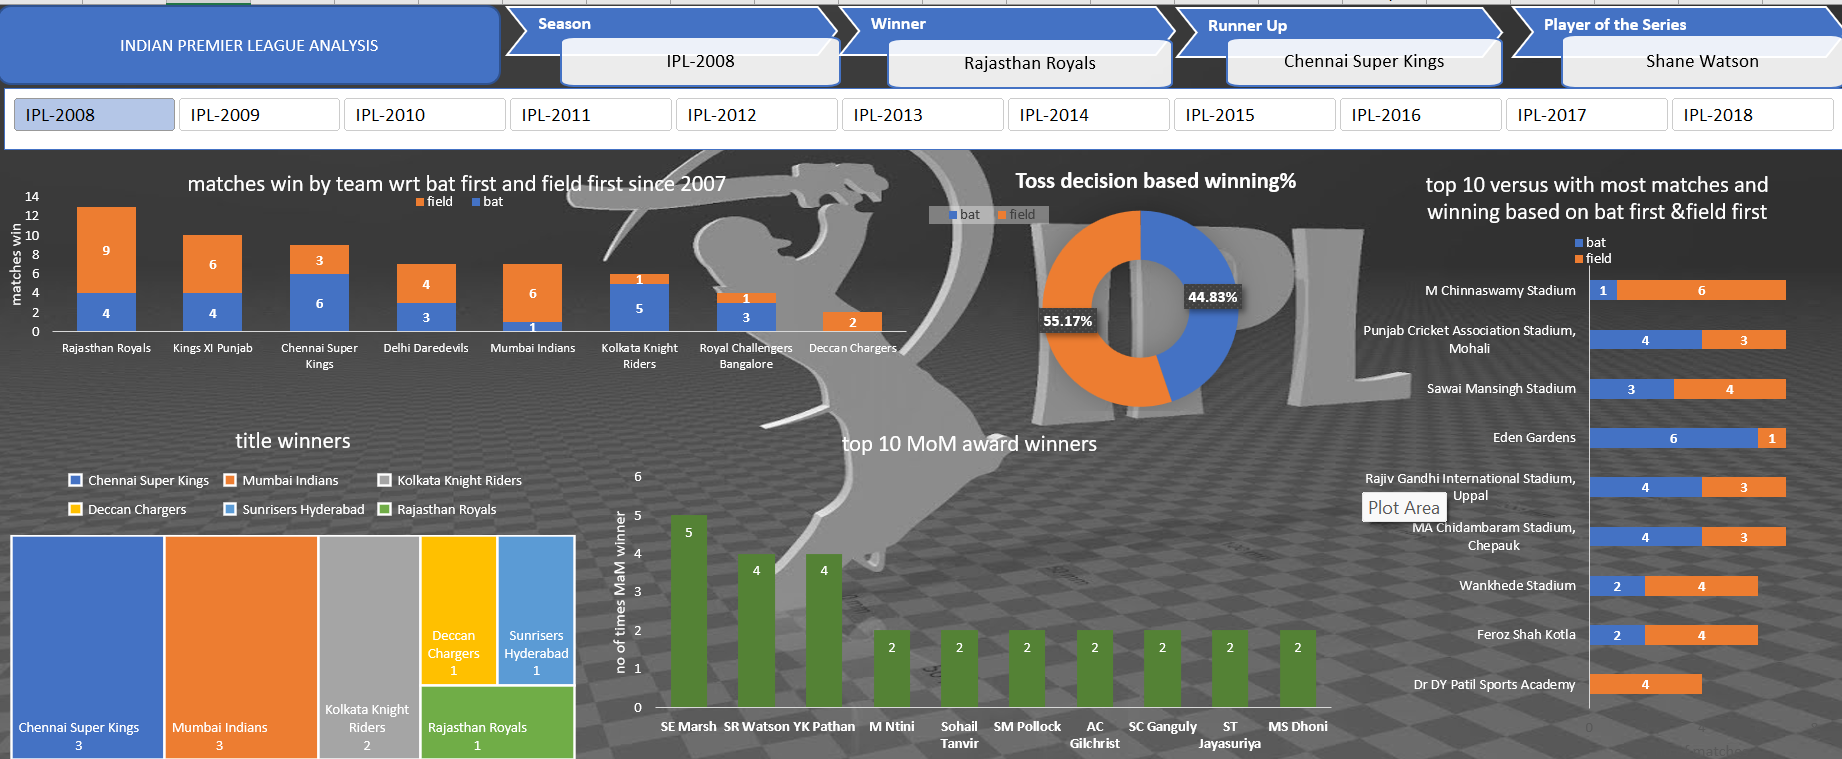 INDIAN PREMIER LEAGUE ANALYSIS
Season
IPL-2008
Winner
Rajasthan Royals
Runner Up
Chennai Super Kings
Player of the Series
Shane Watson
IPL-2008 IPL-2009 IPL-2010 IPL-2011 IPL-2012 IPL-2013 IPL-2014 IPL-2015 IPL-2016 IPL-2017 IPL-2018
matches win by team wrt bat first and field first since 2007
field bat
matches win
14
12
10
8
6
4
2
0
9 6 3 4 6 1 1 2
4 4 6 3 1 5 3
Rajasthan Royals
Kings XI Punjab
Chennai Super
Kings
Delhi Daredevils
Mumbai Indians
Kolkata Knight
Riders
Royal Challengers
Bangalore
Deccan Chargers
Toss decision based winning%
bat field
44.83%
55.17%
IPL
top 10 versus with most matches and
winning based on bat first &field first
bat
field
M Chinnaswamy Stadium 1 6
Punjab Cricket Association Stadium,
Mohali
4 3
Sawai Mansingh Stadium 3 4
Eden Gardens 6 1
Rajiv Gandhi International Stadium,
Uppal
4 3
Plot Area
MA Chidambaram Stadium,
Chepauk
4 3
Wankhede Stadium 2 4
Feroz Shah Kotla 2 4
Dr DY Patil Sports Academy 4
0
title winners
Chennai Super Kings Mumbai Indians Kolkata Knight Riders
Deccan Chargers Sunrisers Hyderabad Rajasthan Royals
Chennai Super Kings
3
Mumbai Indians
3
Kolkata Knight
Riders
2
Deccan
Chargers
1
Sunrisers
Hyderabad
1
Rajasthan Royals
1
top 10 MoM award winners
no of times MaM winner
6
5
4
3
2
1
0
5 4 4 2 2 2 2 2 2 2
SE Marsh
SR Watson
YK Pathan
M Ntini
Sohail
Tanvir
SM Pollock
AC
Gilchrist
SC Ganguly
ST
Jayasuriya
MS Dhoni